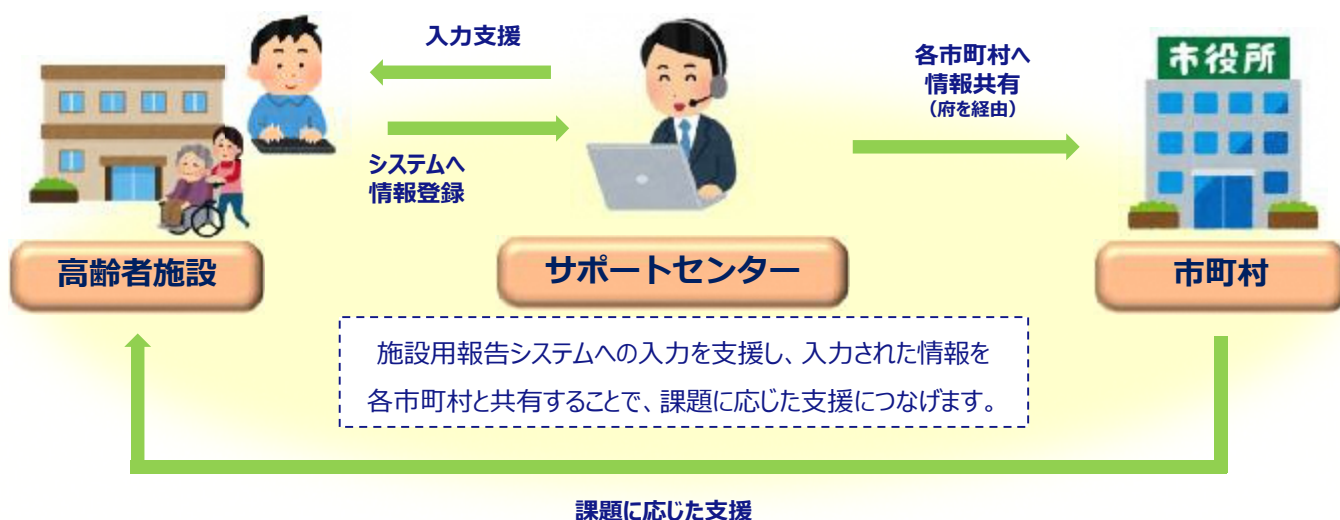 入力支援
各市町村へ
情報共有
（府を経由）
市役所
システムへ
情報登録
高齢者施設
サポートセンター
市町村
施設用報告システムへの入力を支援し、入力された情報を
各市町村と共有することで、課題に応じた支援につなげます。
課題に応じた支援